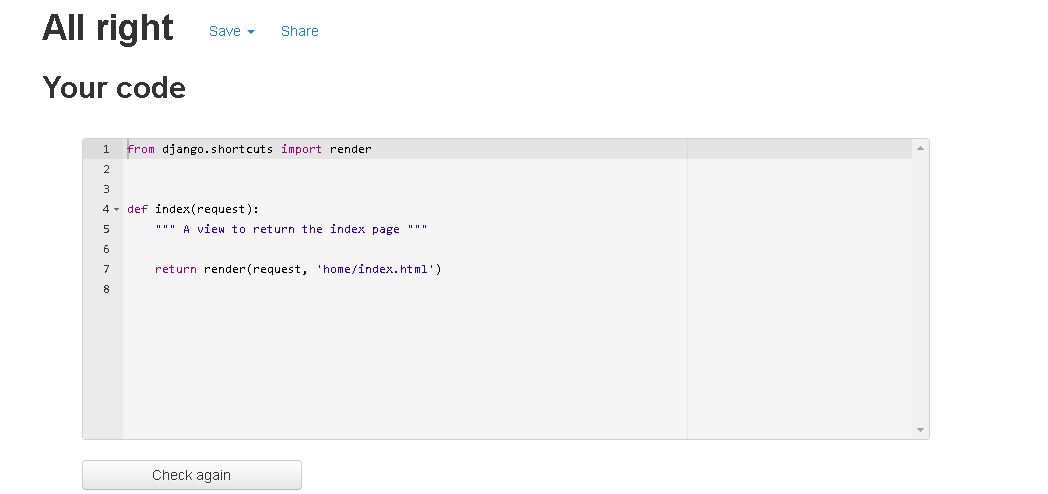 All right Save Share
Your code
1 from django.shortcuts import render
2
3
4 def index(request):
5     """ A view to return the index page """
6
7     return render(request, 'home/index.html')
8
Check again